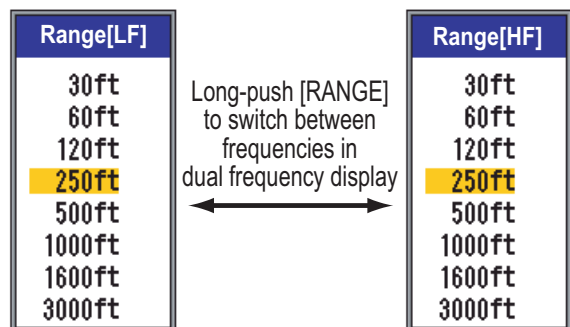 Range[LF]
30ft
60ft
120ft
250ft
500ft
1000ft
1600ft
3000ft
Long-push [RANGE]
to switch between
frequencies in
dual frequency display
Range[HF]
30ft
60ft
120ft
250ft
500ft
1000ft
1600ft
3000ft